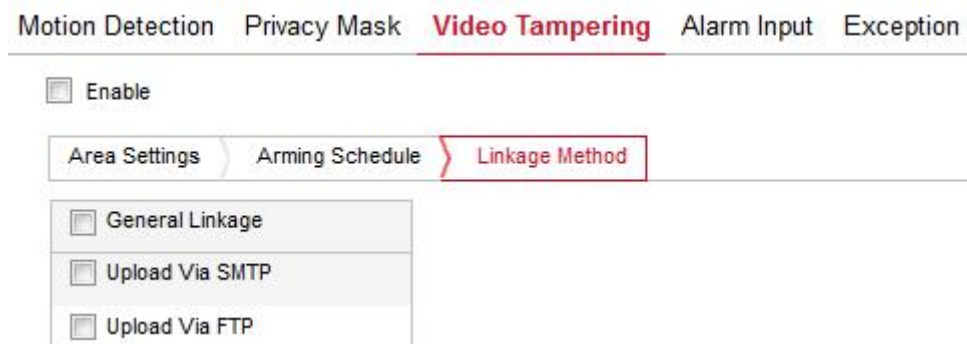 Motion Detection Privacy Mask Video Tampering Alarm Input Exception
Enable
Area Settings Arming Schedule Linkage Method
General Linkage
Upload Via SMTP
Upload Via FTP